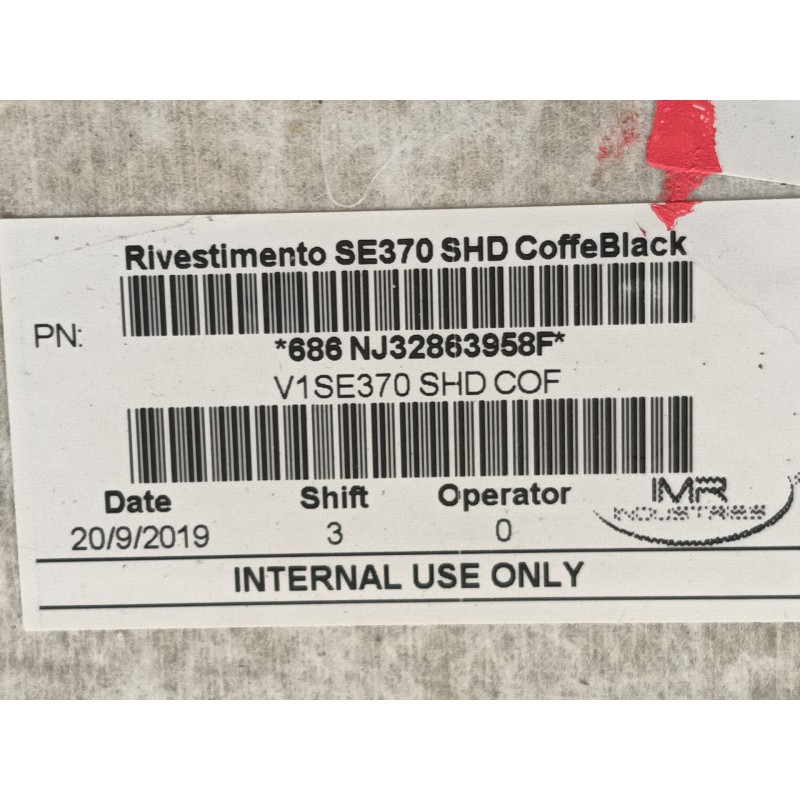 Rivestimento SE370 SHD CoffeBlack
PN:
*686 NJ32863958F*
V1SE370 SHD COF
Date Shift Operator
20/9/2019 3 0
IMR
INDUSTRIES
INTERNAL USE ONLY